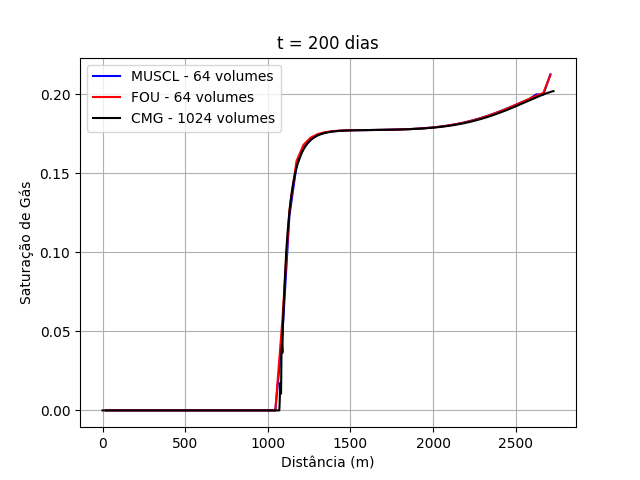 t = 200 dias
MUSCL - 64 volumes
FOU - 64 volumes
CMG - 1024 volumes
Saturação de Gás
0.20
0.15
0.10
0.05
0.00
0 500 1000 1500 2000 2500
Distância (m)